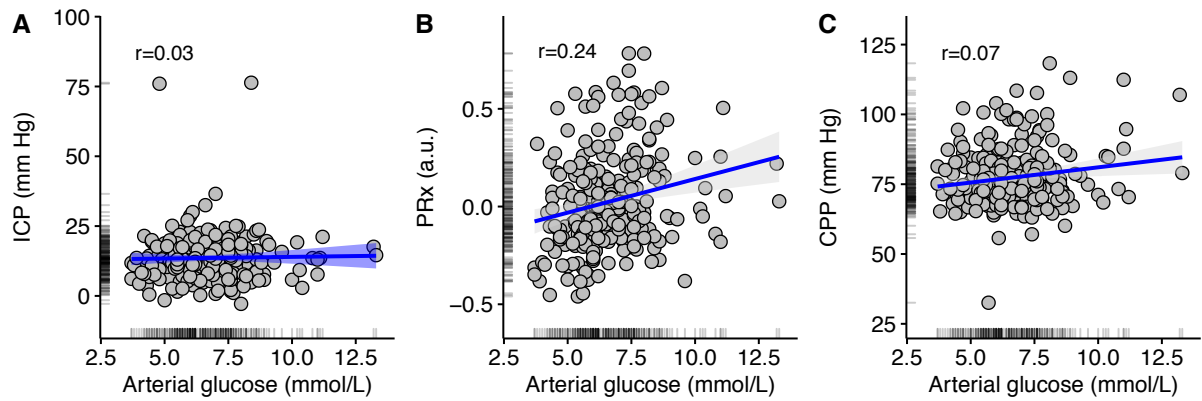 A
r=0.03
ICP (mm Hg)
100
75
50
25
0
2.5 5.0 7.5 10.0 12.5
Arterial glucose (mmol/L)
B
r=0.24
PRx (a.u.)
0.5
0.0
−0.5
2.5 5.0 7.5 10.0 12.5
Arterial glucose (mmol/L)
C
r=0.07
CPP (mm Hg)
125
100
75
50
25
2.5 5.0 7.5 10.0 12.5
Arterial glucose (mmol/L)